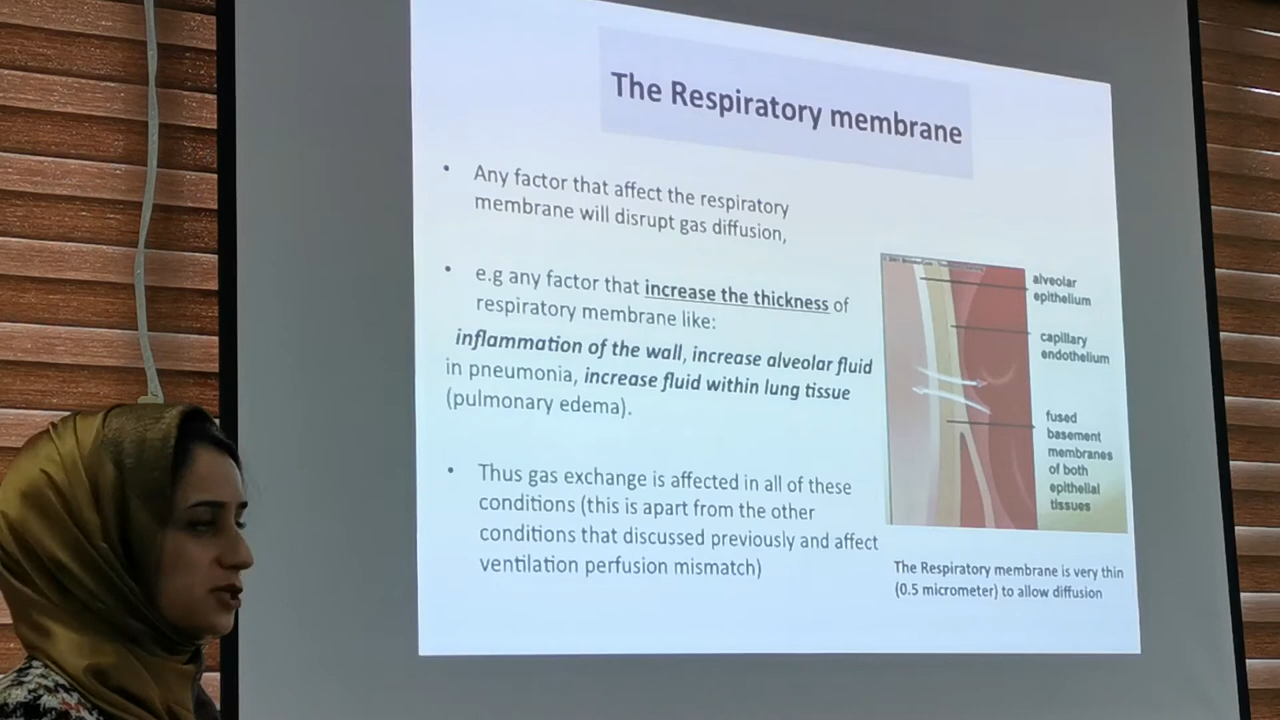 The Respiratory membrane
• Any factor that affect the respiratory
membrane will disrupt gas diffusion,
• e.g any factor that increase the thickness of
respiratory membrane like:
inflammation of the wall, increase alveolar fluid
in pneumonia, increase fluid within lung tissue
(pulmonary edema).
• Thus gas exchange is affected in all of these
conditions (this is apart from the other
conditions that discussed previously and affect
ventilation perfusion mismatch)
alveolar
epithelium
capillary
endothelium
fused
basement
membranes
of both
epithelial
tissues
The Respiratory membrane is very thin
(0.5 micrometer) to allow diffusion